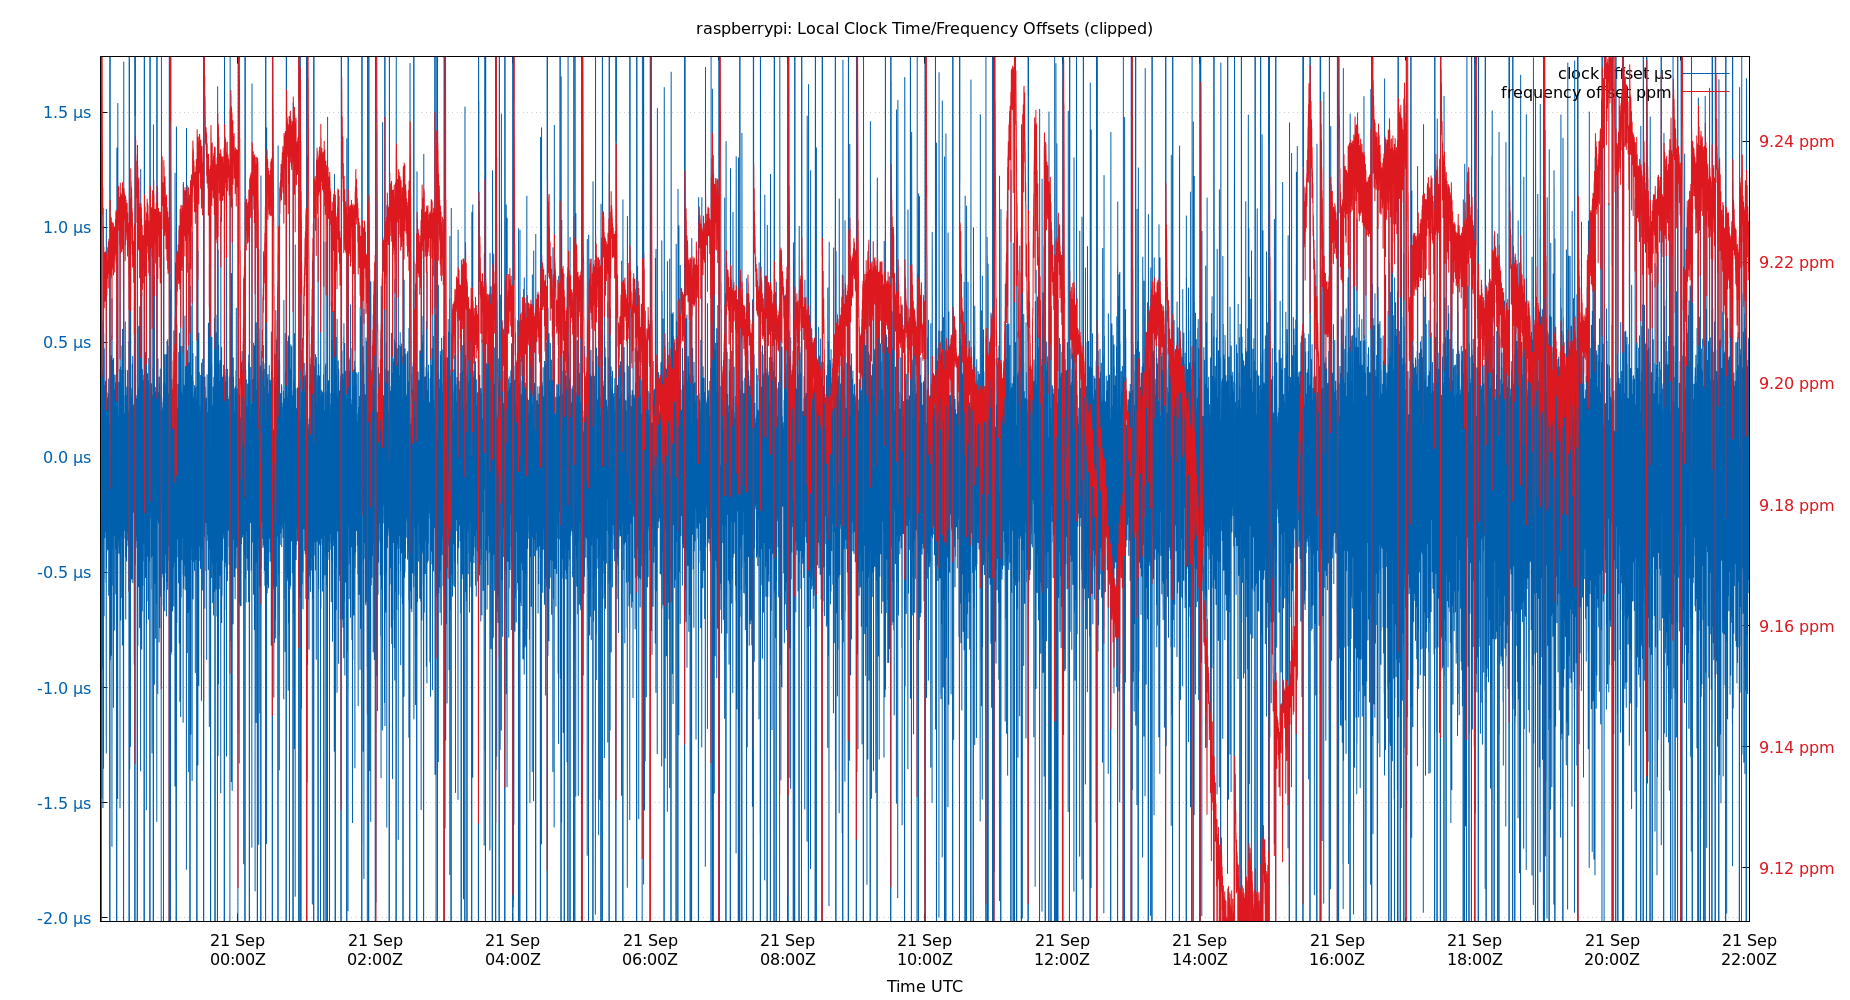 raspberrypi: Local Clock Time/Frequency Offsets (clipped)
clock offset µs
frequency offset ppm
1.5 µs
1.0 µs
0.5 µs
0.0 µs
-0.5 µs
-1.0 µs
-1.5 µs
-2.0 µs
9.24 ppm
9.22 ppm
9.20 ppm
9.18 ppm
9.16 ppm
9.14 ppm
9.12 ppm
21 Sep 21 Sep 21 Sep 21 Sep 21 Sep 21 Sep 21 Sep 21 Sep 21 Sep 21 Sep 21 Sep 21 Sep
00:00Z 02:00Z 04:00Z 06:00Z 08:00Z 10:00Z 12:00Z 14:00Z 16:00Z 18:00Z 20:00Z 22:00Z
Time UTC